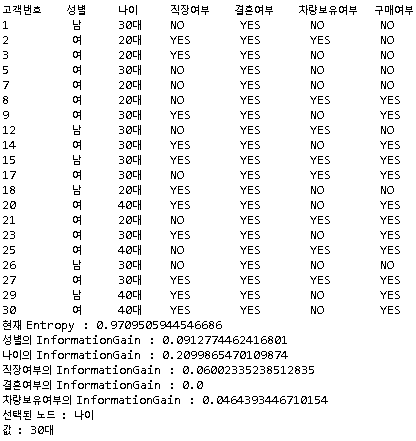 고객번호 성별 나이 직장여부 결혼여부 차량보유여부 구매여부
1 남 30대 NO YES NO NO
2 여 20대 YES YES YES NO
3 여 20대 YES YES NO NO
5 여 30대 NO YES NO NO
7 여 20대 NO YES NO NO
8 여 20대 NO YES YES YES
9 여 30대 YES YES NO YES
12 남 30대 NO YES YES NO
14 여 30대 YES YES NO YES
15 여 30대 YES YES YES YES
17 여 30대 NO YES NO YES
18 남 20대 YES YES NO NO
20 여 40대 YES YES NO YES
21 여 20대 NO YES YES YES
23 여 30대 YES YES NO YES
25 여 40대 NO YES YES YES
26 남 30대 NO YES NO NO
27 여 30대 YES YES YES YES
29 남 40대 YES YES NO YES
30 여 40대 YES YES NO YES
현재 Entropy : 0.9709505944546686
성별의 InformationGain : 0.0912774462416801
나이의 InformationGain : 0.2099865470109874
직장여부의 InformationGain : 0.06002335238512835
결혼여부의 InformationGain : 0.0
차량보유여부의 InformationGain : 0.0464393446710154
선택된 노드 : 나이
값 : 30대